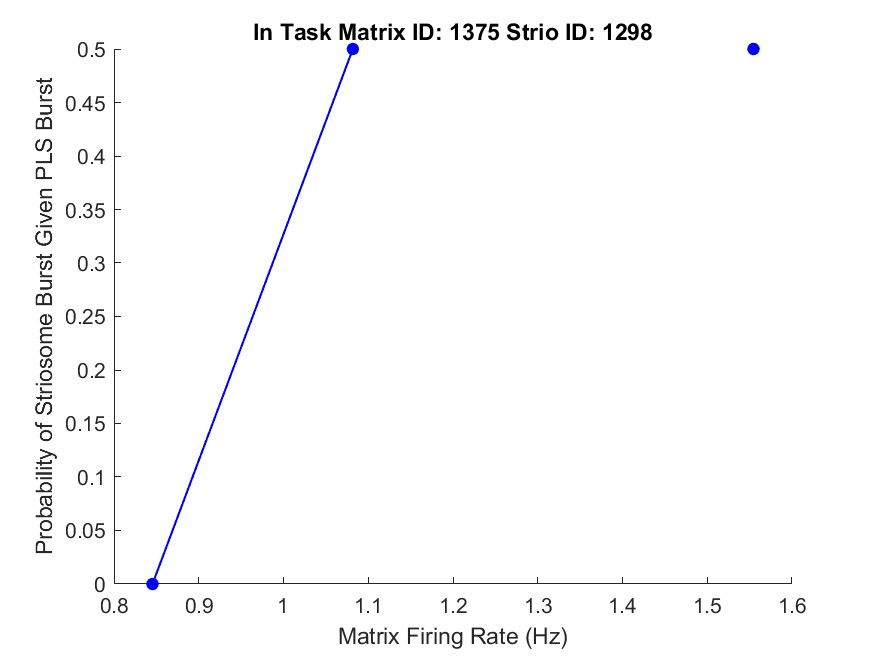 In Task Matrix ID: 1375 Strio ID: 1298
Probability of Striosome Burst Given PLS Burst
0.5
0.45
0.4
0.35
0.3
0.25
0.2
0.15
0.1
0.05
0
0.8 0.9 1 1.1 1.2 1.3 1.4 1.5 1.6
Matrix Firing Rate (Hz)